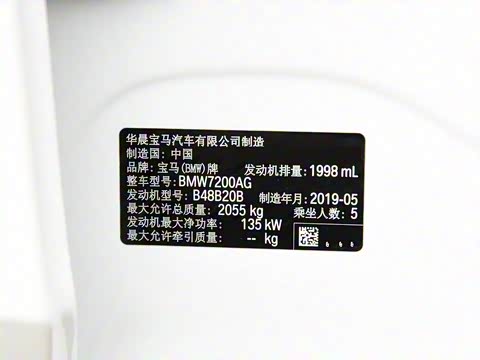 华晨宝马汽车有限公司制造
制造国: 中国
品牌: 宝马(BMW)牌 发动机排量: 1998 mL
整车型号: BMW7200AG
发动机型号: B48B20B 制造年月: 2019-05
最大允许总质量: 2055 kg 乘坐人数: 5
发动机最大净功率: 135 kW
最大允许牵引质量: -- kg